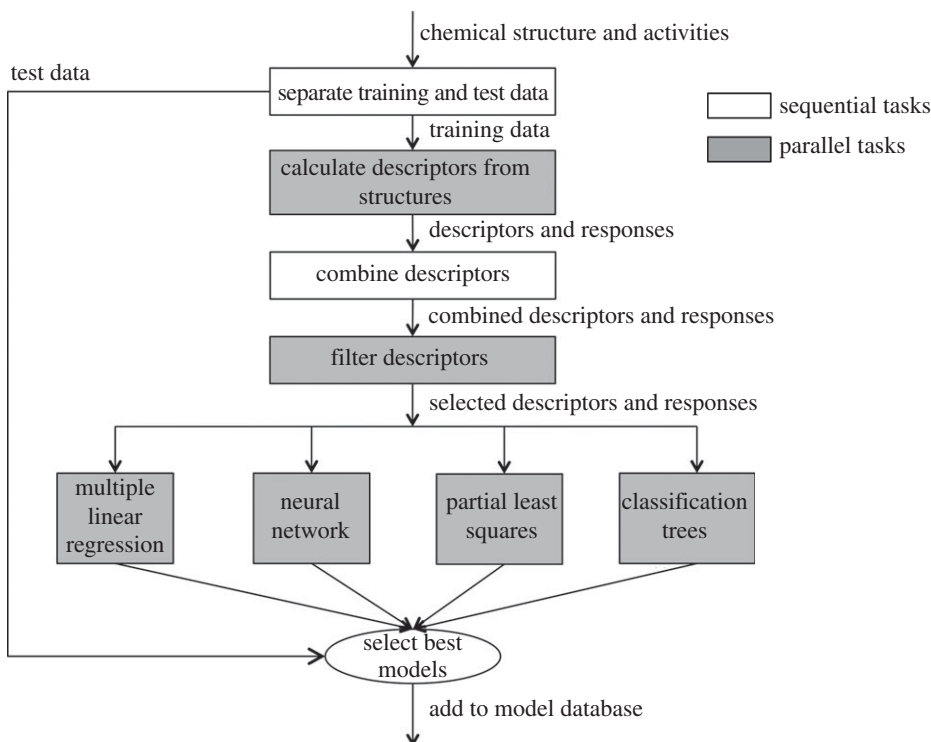 chemical structure and activities
test data
separate training and test data
sequential tasks
training data
parallel tasks
calculate descriptors from
structures
descriptors and responses
combine descriptors
combined descriptors and responses
filter descriptors
selected descriptors and responses
multiple
linear
regression
neural
network
partial least
squares
classification
trees
select best
models
add to model database